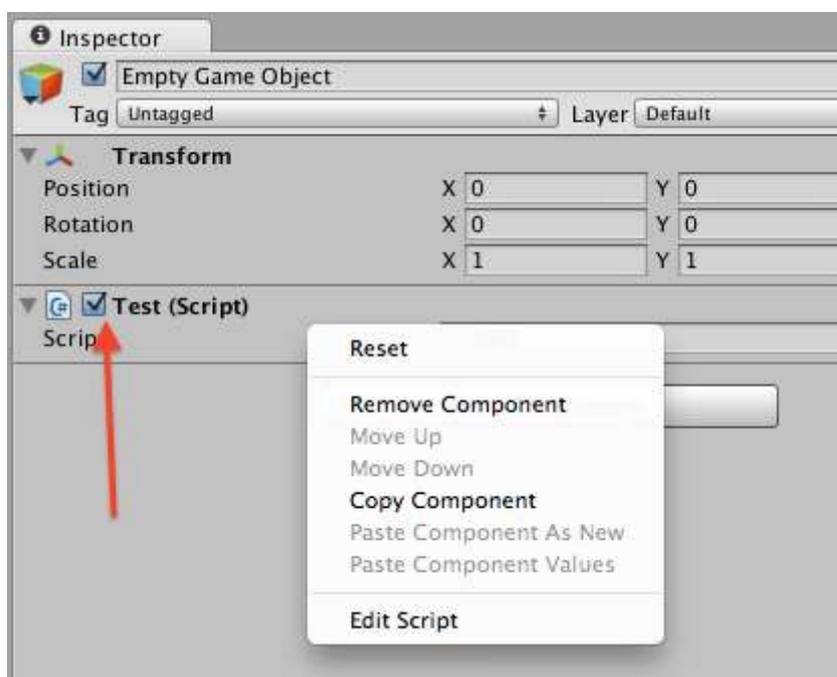 Inspector
Empty Game Object
Tag Untagged Layer Default
Transform
Position X 0 Y 0
Rotation X 0 Y 0
Scale X 1 Y 1
C# Test (Script)
Scrip
Reset
Remove Component
Move Up
Move Down
Copy Component
Paste Component As New
Paste Component Values
Edit Script